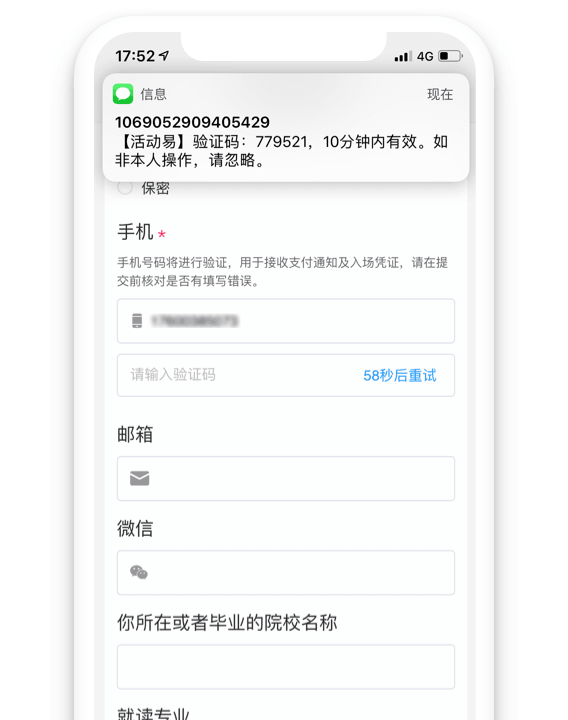 17:52
4G
信息
现在
1069052909405429
【活动易】验证码：779521，10分钟内有效。如
非本人操作，请忽略。
保密
手机 *
手机号码将进行验证，用于接收支付通知及入场凭证，请在提
交前核对是否有填写错误。
请输入验证码
58秒后重试
邮箱
微信
你所在或者毕业的院校名称
就读专业